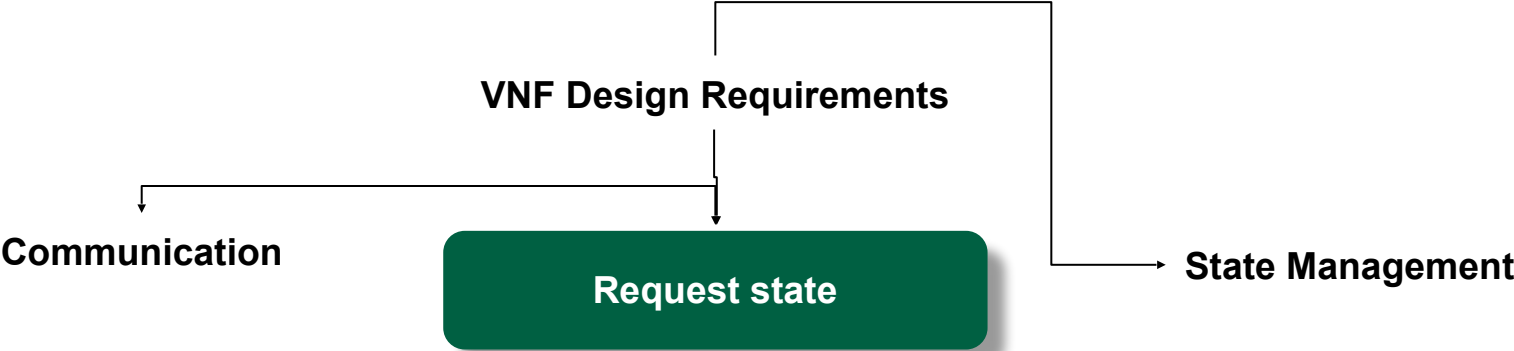 VNF Design Requirements
Communication
Request state
State Management